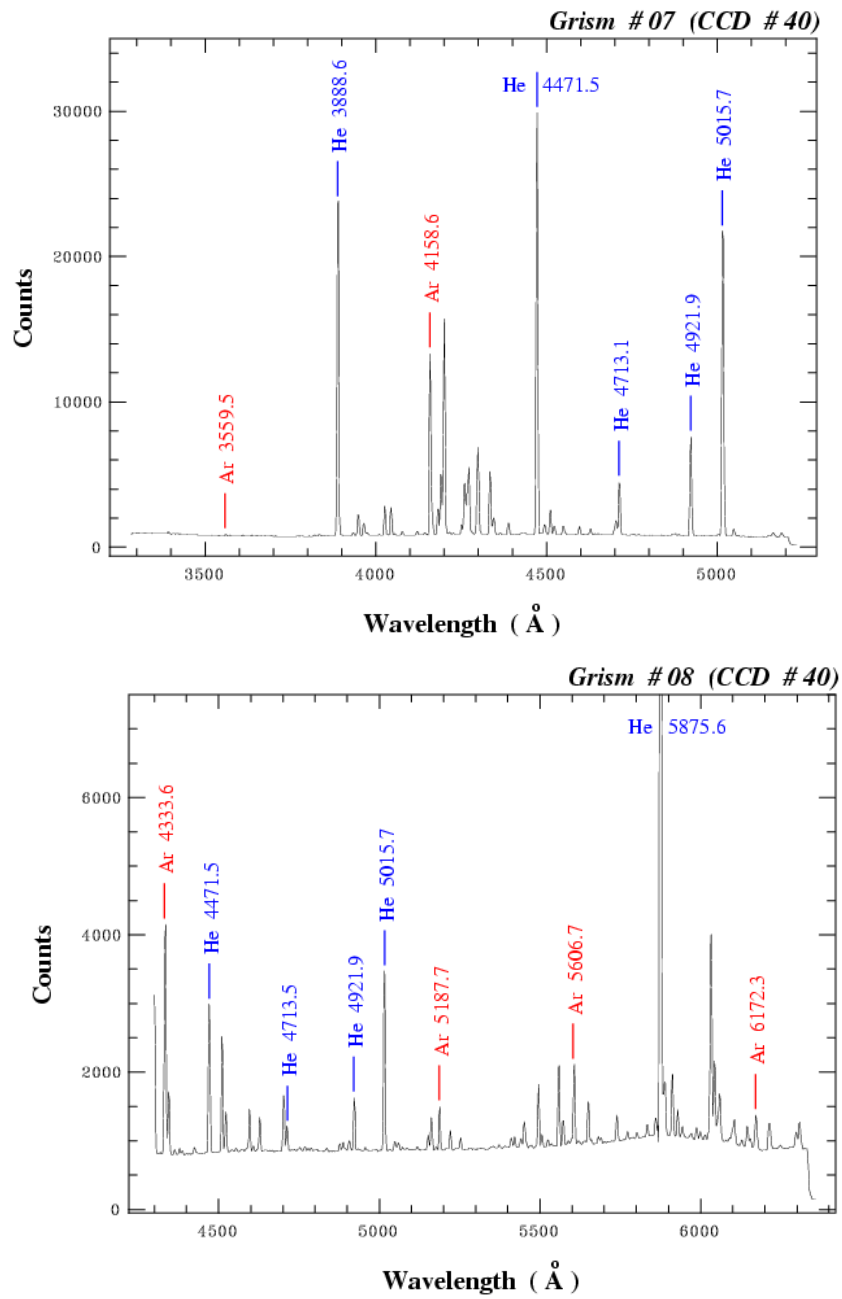 Grism # 07 (CCD # 40)
He 3888.6
He 4471.5
He 5015.7
Ar 4158.6
He 4921.9
He 4713.1
Ar 3559.5
30000
20000
10000
0
Counts
3500 4000 4500 5000
Wavelength ( Å )
Grism # 08 (CCD # 40)
He 5875.6
Ar 4333.6
He 4471.5
He 5015.7
He 4713.5
He 4921.9
Ar 5187.7
Ar 5606.7
Ar 6172.3
6000
4000
2000
0
Counts
4500 5000 5500 6000
Wavelength ( Å )